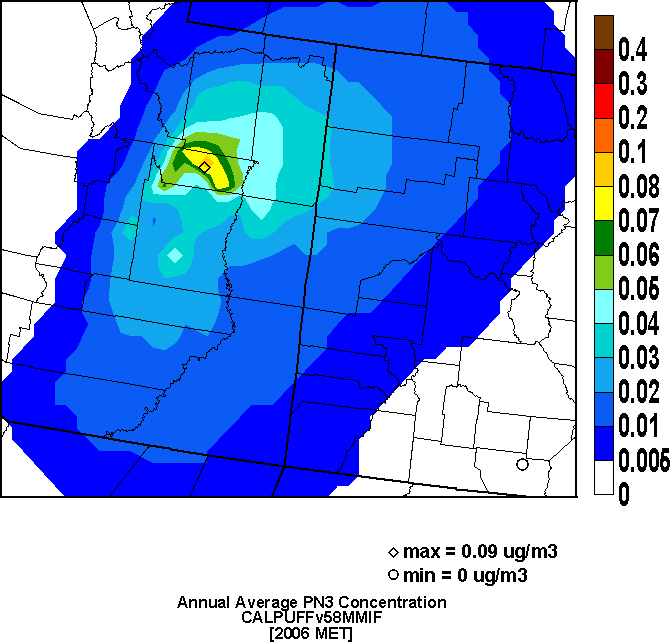 0.4
0.3
0.2
0.1
0.08
0.07
0.06
0.05
0.04
0.03
0.02
0.01
0.005
0
max = 0.09 ug/m3
min = 0 ug/m3
Annual Average PN3 Concentration
CALPUFFv58MMIF
[2006 MET]